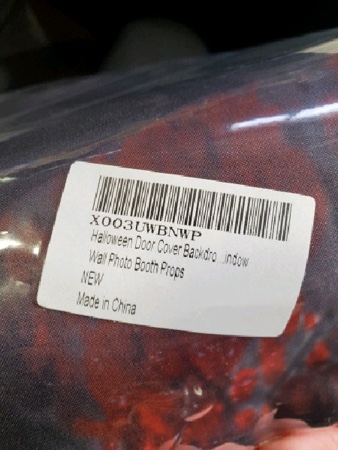 X003UWBNWP
Halloween Door Cover Backdro...indow
Wall Photo Booth Props
NEW
Made in China